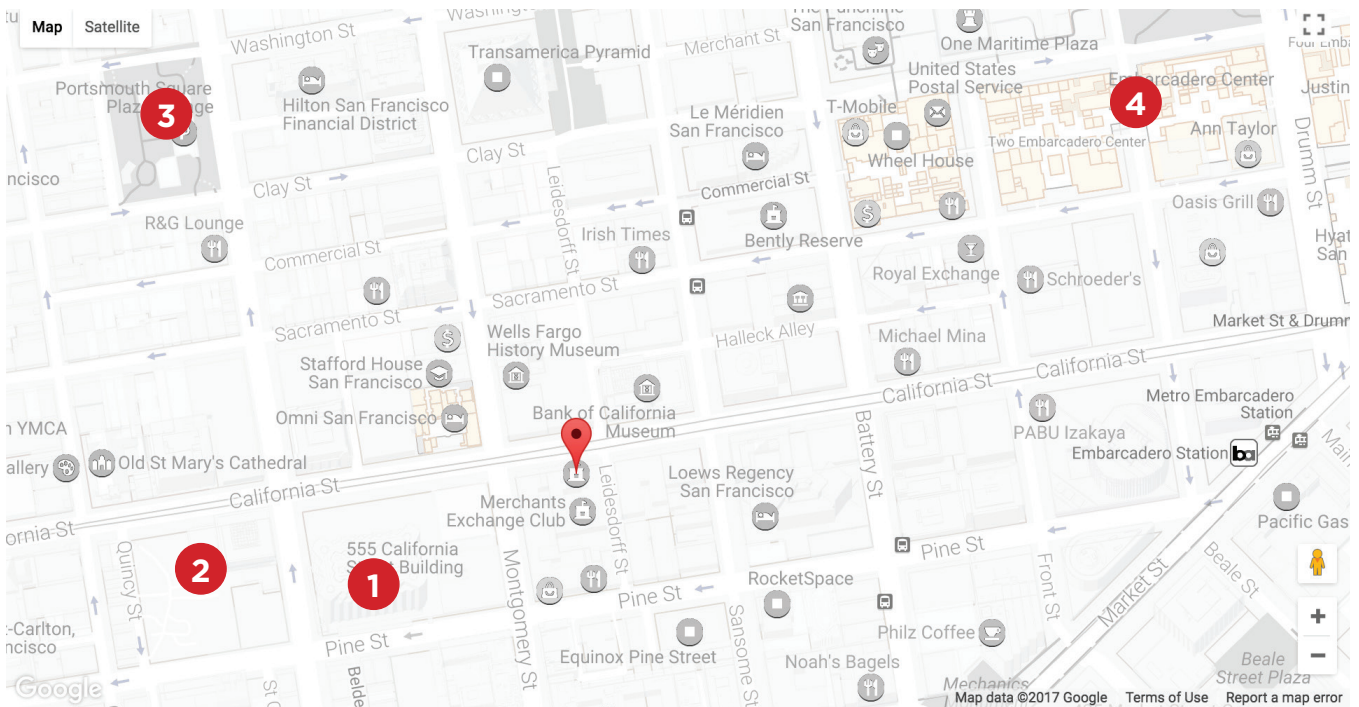 Map
Satellite
Washington St
Washington
Transamerica Pyramid
Merchant St
San Francisco
One Maritime Plaza
Portsmouth Square
Hilton San Francisco
Financial District
United States
Postal Service
Embarcadero Center
T-Mobile
Le Méridien
San Francisco
Ann Taylor
Two Embarcadero Center
Wheel House
3
4
Clay St
Clay St
Commercial St
Leidesdorff St
Drumm St
Oasis Grill
R&G Lounge
Irish Times
Bently Reserve
Commercial St
Royal Exchange
Schroeder's
Sacramento St
Sacramento St
Wells Fargo
History Museum
Halleck Alley
Michael Mina
Market St & Drumm
Stafford House
San Francisco
California St
California St
Omni San Francisco
Bank of California
Museum
Metro Embarcadero
Station
PABU Izakaya
Embarcadero Station
YMCA
Old St Mary's Cathedral
Battery St
Loews Regency
San Francisco
California St
Merchants
Exchange Club
Leidesdorff St
Pacific Gas
555 California
Building
1
2
Quincy St
Montgomery St
Pine St
Pine St
Pine St
Front St
Market St
Beale St
RocketSpace
Sansome St
Philz Coffee
Equinox Pine Street
Noah's Bagels
Beale
Street Plaza
Mechanics
Google
Map data ©2017 Google
Terms of Use
Report a map error